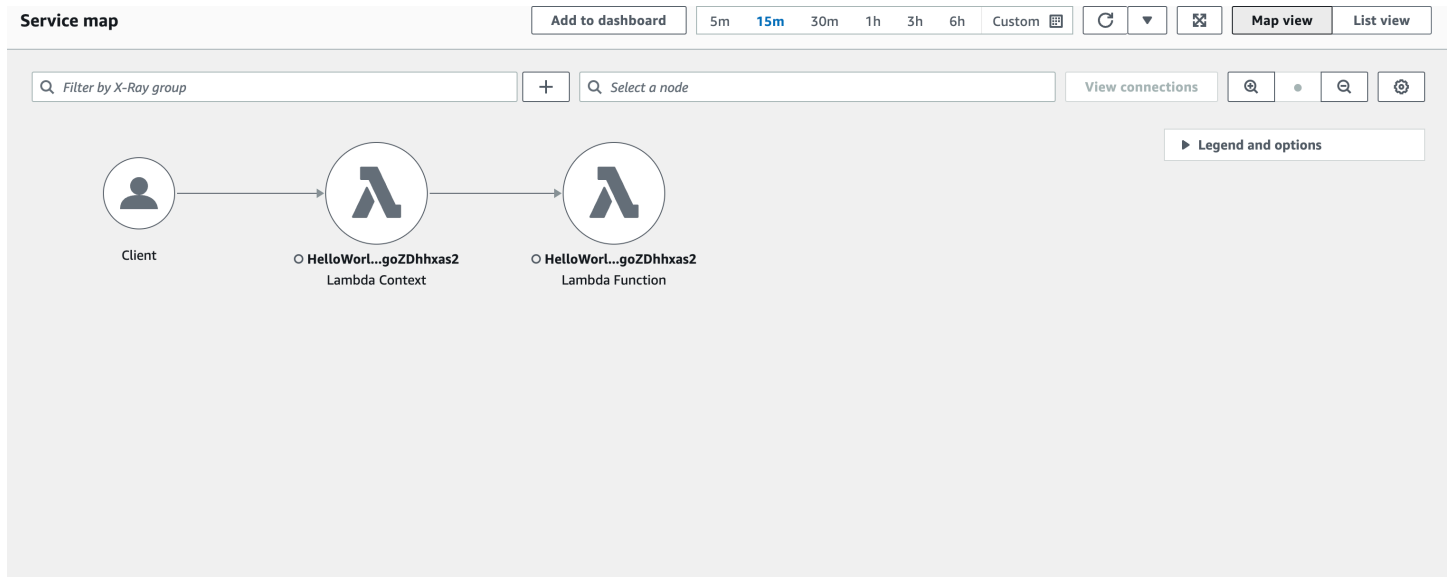 Service map
Add to dashboard
5m 15m 30m 1h 3h 6h Custom
Map view
List view
Filter by X-Ray group
Select a node
View connections
Legend and options
Client
HelloWorl...goZDhhxas2
Lambda Context
HelloWorl...goZDhhxas2
Lambda Function